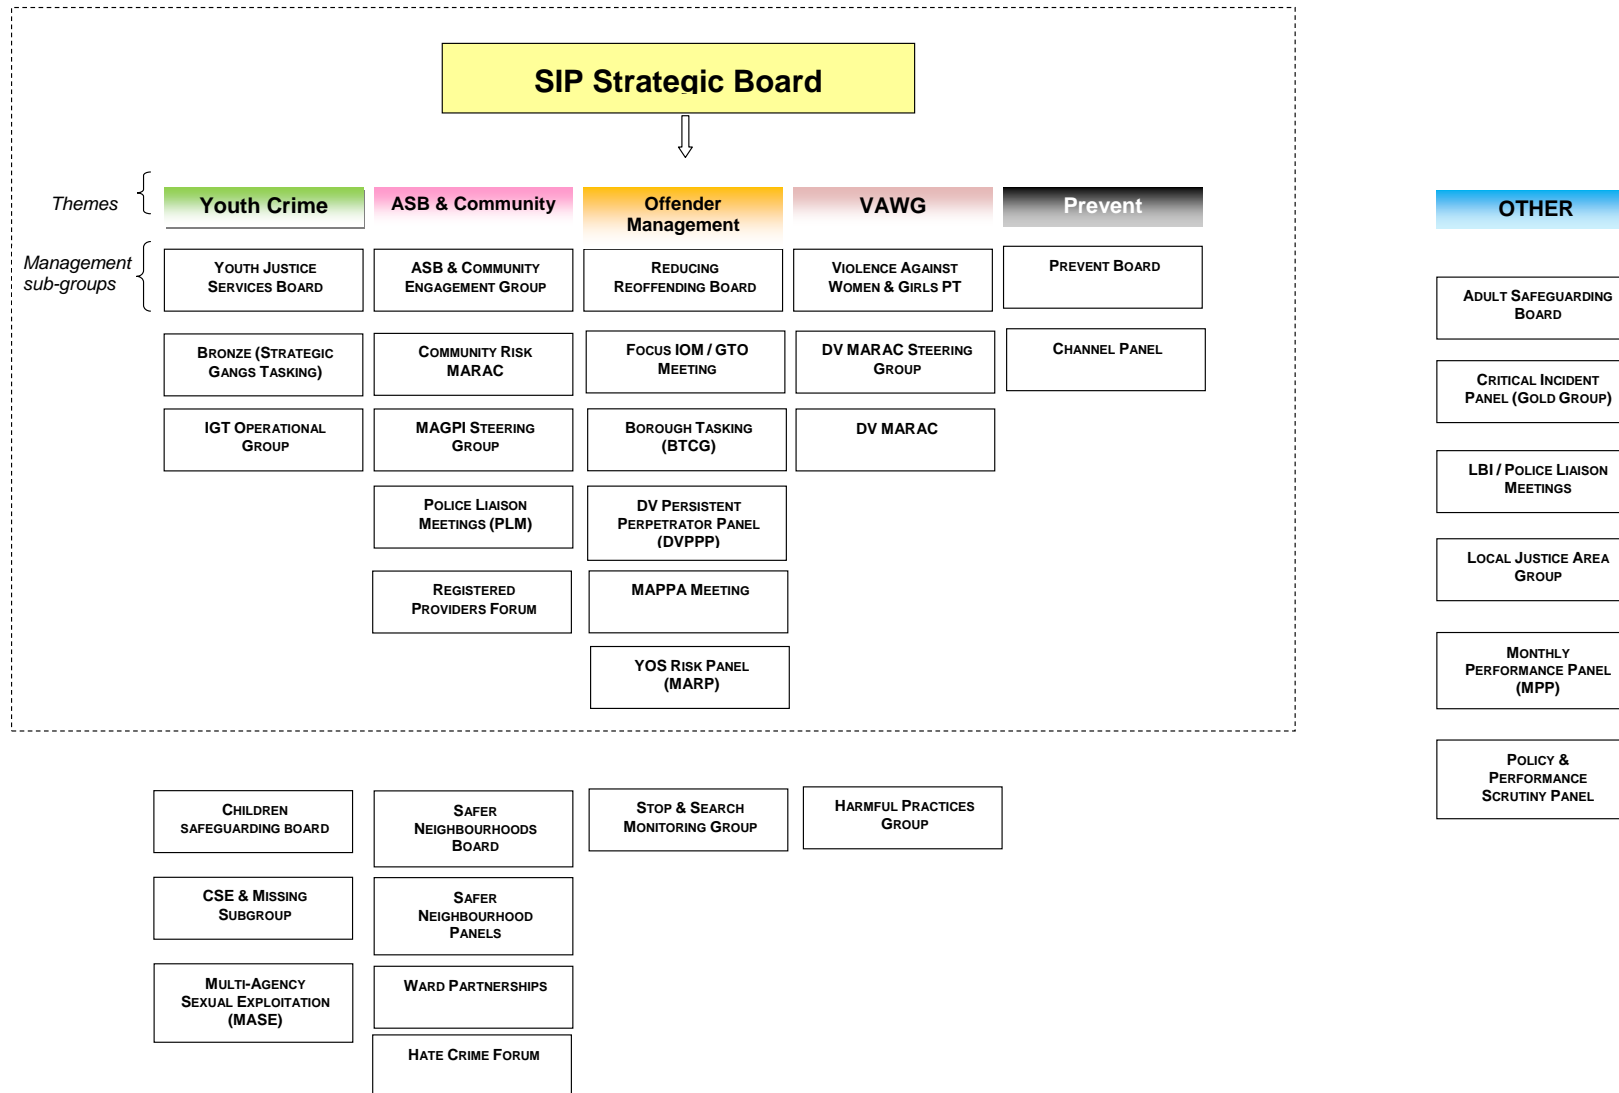 SIP Strategic Board
Themes
Youth Crime
ASB & Community
Offender
Management
VAWG
Prevent
OTHER
Management
sub-groups
YOUTH JUSTICE
SERVICES BOARD
ASB & COMMUNITY
ENGAGEMENT GROUP
REDUCING
REOFFENDING BOARD
VIOLENCE AGAINST
WOMEN & GIRLS PT
PREVENT BOARD
ADULT SAFEGUARDING
BOARD
BRONZE (STRATEGIC
GANGS TASKING)
COMMUNITY RISK
MARAC
FOCUS IOM / GTO
MEETING
DV MARAC STEERING
GROUP
CHANNEL PANEL
CRITICAL INCIDENT
PANEL (GOLD GROUP)
IGT OPERATIONAL
GROUP
MAGPI STEERING
GROUP
BOROUGH TASKING
(BTCG)
DV MARAC
LBI / POLICE LIAISON
MEETINGS
POLICE LIAISON
MEETINGS (PLM)
DV PERSISTENT
PERPETRATOR PANEL
(DVPPP)
LOCAL JUSTICE AREA
GROUP
REGISTERED
PROVIDERS FORUM
MAPPA MEETING
MONTHLY
PERFORMANCE PANEL
(MPP)
YOS RISK PANEL
(MARP)
POLICY &
PERFORMANCE
SCRUTINY PANEL
CHILDREN
SAFEGUARDING BOARD
SAFER
NEIGHBOURHOODS
BOARD
STOP & SEARCH
MONITORING GROUP
HARMFUL PRACTICES
GROUP
CSE & MISSING
SUBGROUP
SAFER
NEIGHBOURHOOD
PANELS
MULTI-AGENCY
SEXUAL EXPLOITATION
(MASE)
WARD PARTNERSHIPS
HATE CRIME FORUM